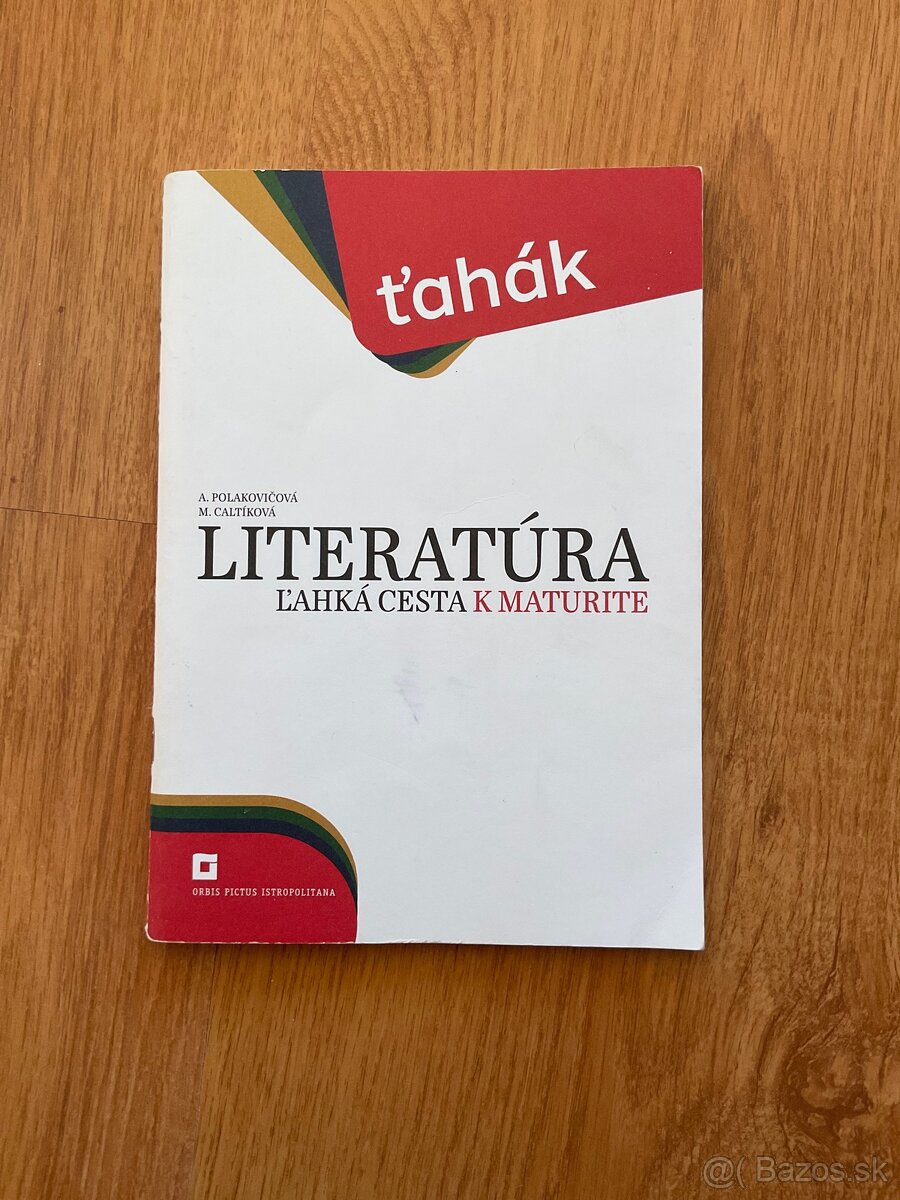 ťahák
A. POLAKOVIČOVÁ
M. CALTÍKOVÁ
LITERATÚRA
ĽAHKÁ CESTA K MATURITE
ORBIS PICTUS ISTROPOLITANA
@( Bazos.sk